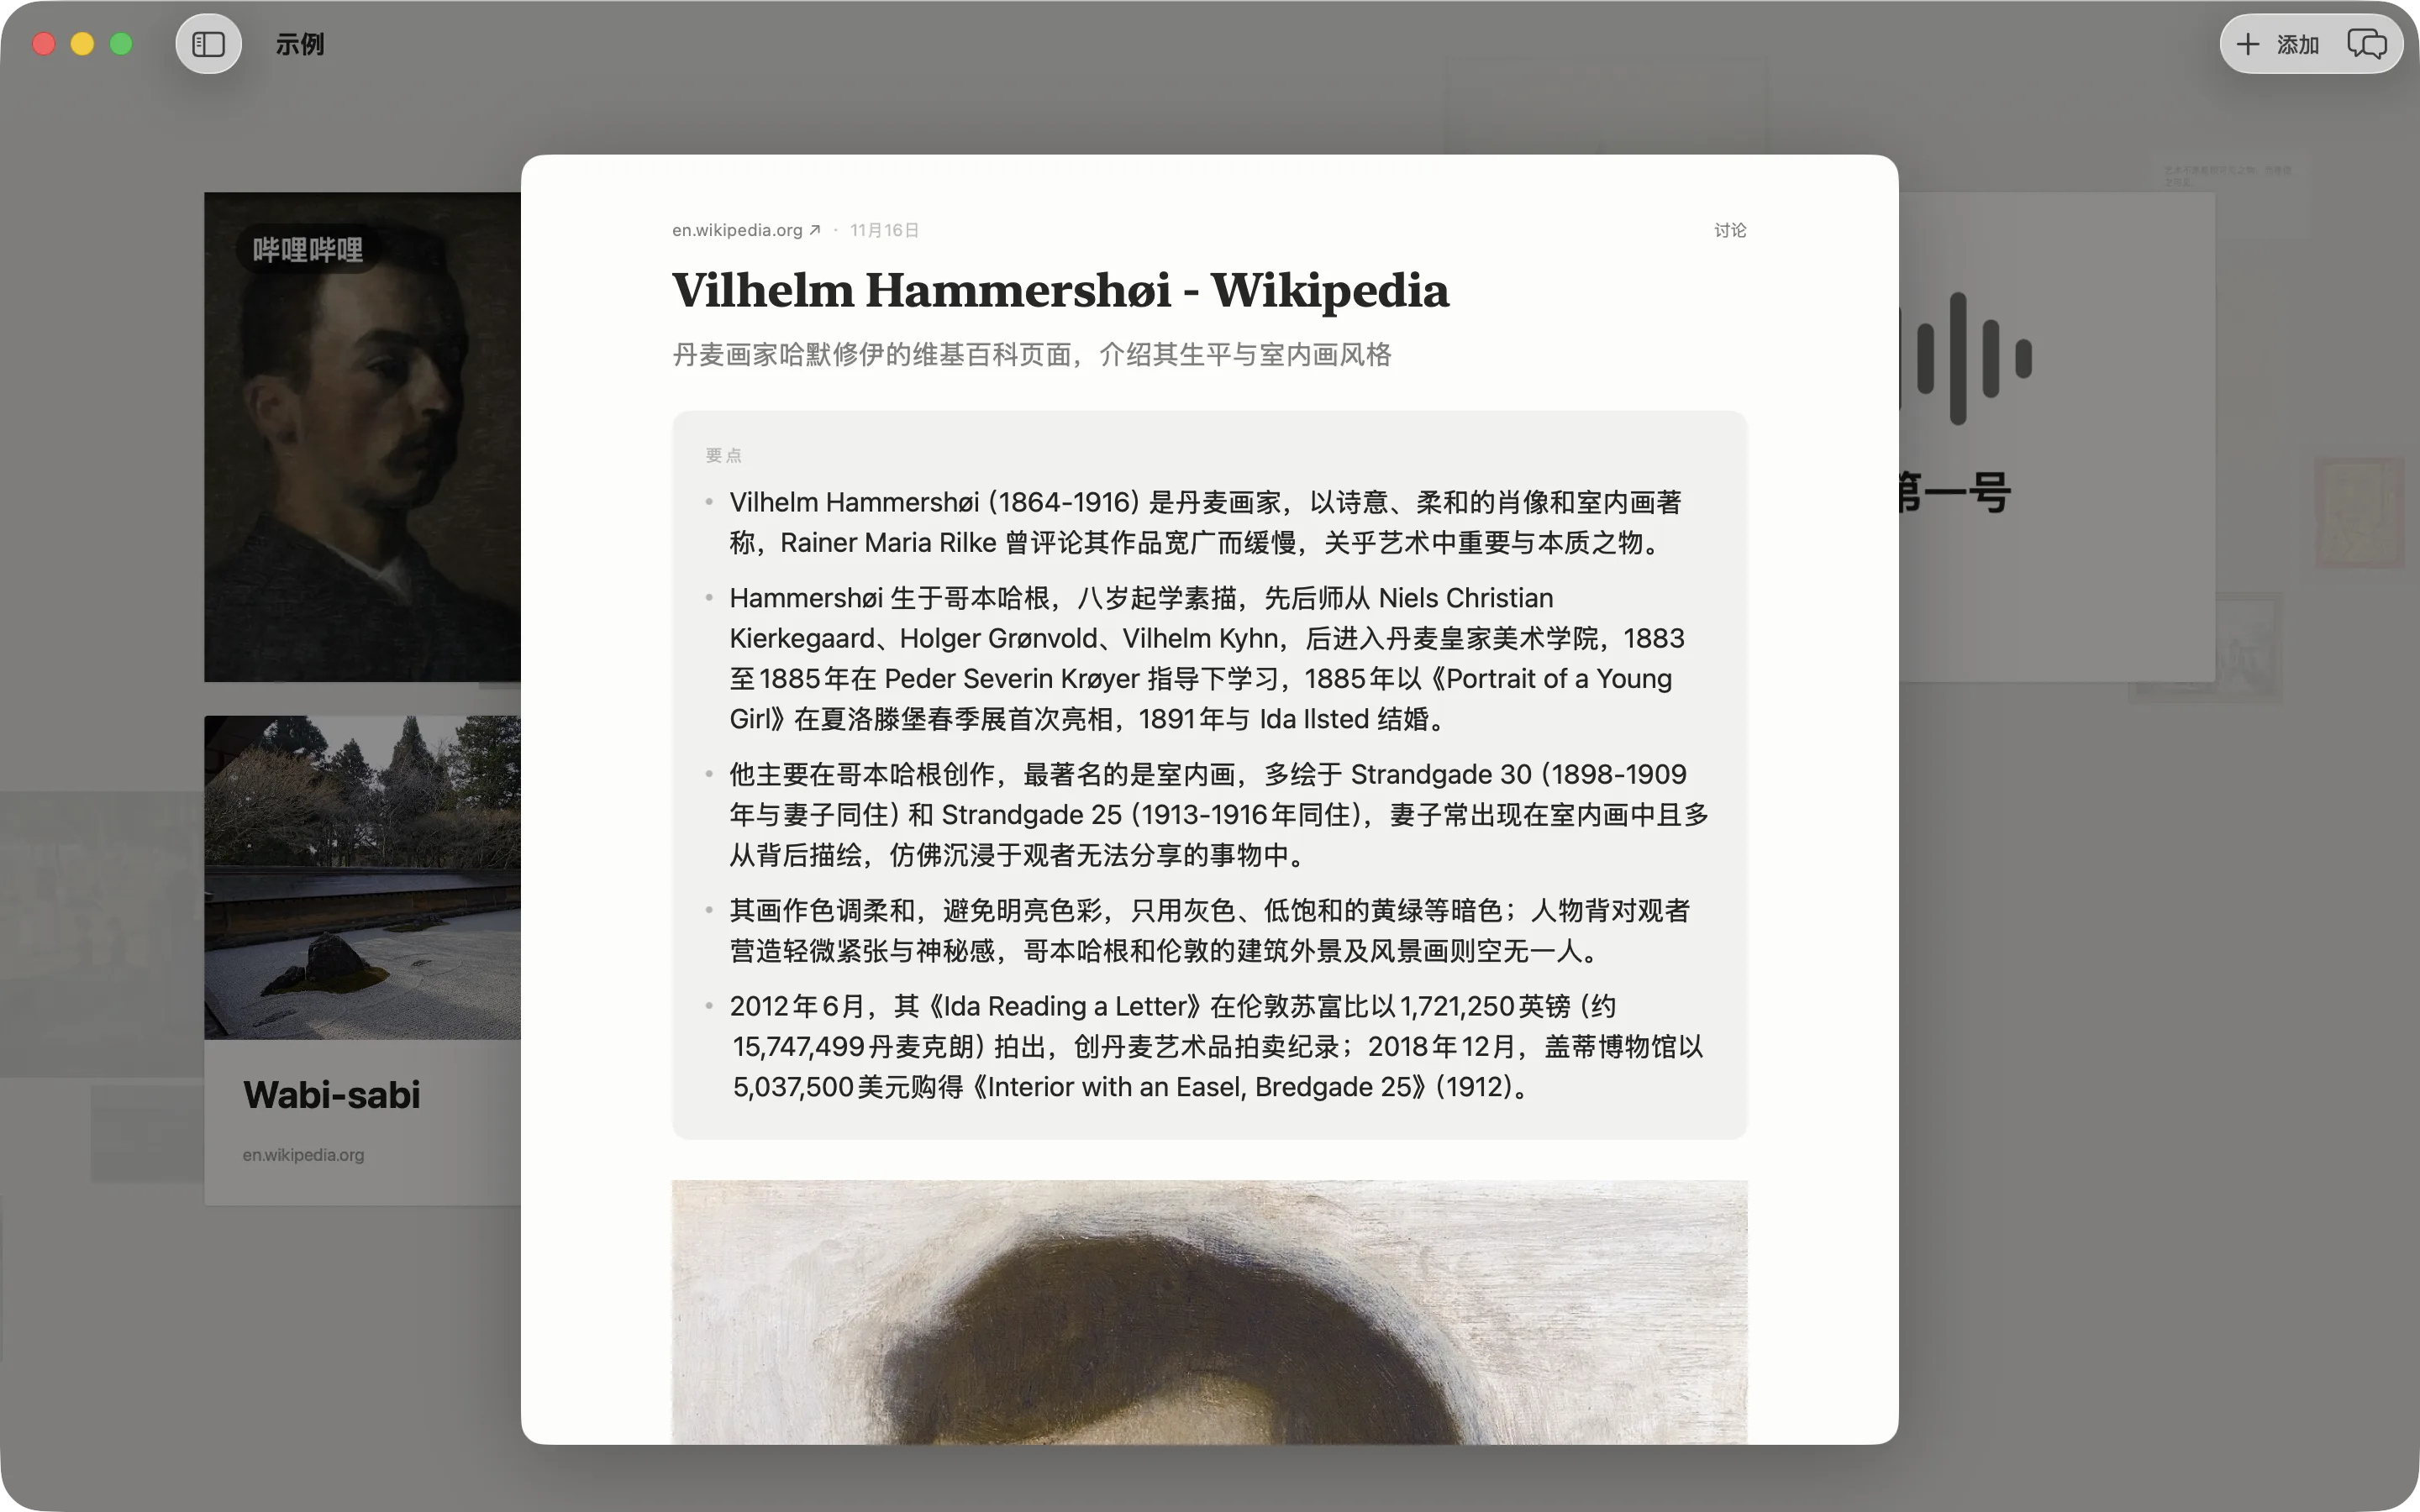 示例
添加
艺术不是看得见之物，而是使
哔哩哔哩
en.wikipedia.org ↗ · 11月16日
讨论
Vilhelm Hammershøi - Wikipedia
丹麦画家哈默修伊的维基百科页面，介绍其生平与室内画风格
要点
• Vilhelm Hammershøi (1864-1916) 是丹麦画家，以诗意、柔和的肖像和室内画著
称，Rainer Maria Rilke 曾评论其作品宽广而缓慢，关乎艺术中重要与本质之物。
• Hammershøi 生于哥本哈根，八岁起学素描，先后师从 Niels Christian
Kierkegaard、Holger Grønvold、Vilhelm Kyhn，后进入丹麦皇家美术学院，1883
至1885年在 Peder Severin Krøyer 指导下学习，1885年以《Portrait of a Young
Girl》在夏洛滕堡春季展首次亮相，1891年与 Ida Ilsted 结婚。
• 他主要在哥本哈根创作，最著名的是室内画，多绘于 Strandgade 30 (1898-1909
年与妻子同住) 和 Strandgade 25 (1913-1916年同住)，妻子常出现在室内画中且多
从背后描绘，仿佛沉浸于观者无法分享的事物中。
• 其画作色调柔和，避免明亮色彩，只用灰色、低饱和的黄绿等暗色；人物背对观者
营造轻微紧张与神秘感，哥本哈根和伦敦的建筑外景及风景画则空无一人。
• 2012年6月，其《Ida Reading a Letter》在伦敦苏富比以1,721,250英镑 (约
15,747,499丹麦克朗) 拍出，创丹麦艺术品拍卖纪录；2018年12月，盖蒂博物馆以
5,037,500美元购得《Interior with an Easel, Bredgade 25》(1912)。
第一号
Wabi-sabi
en.wikipedia.org